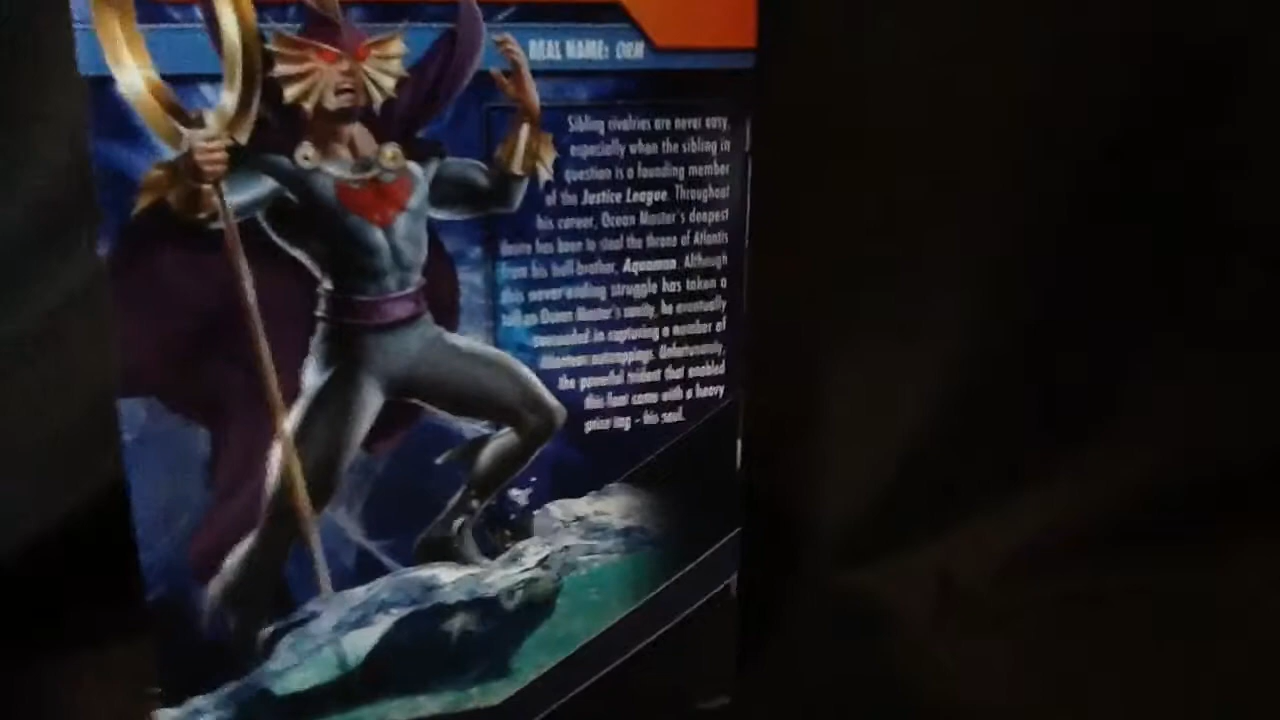 REAL NAME: ORM
Sibling rivalries are never easy,
especially when the sibling in
question is a founding member
of the Justice League. Throughout
his career, Ocean Master's deepest
desire has been to steal the throne of Atlantis
from his half-brother, Aquaman. Although
this never-ending struggle has taken a
toll on Ocean Master's sanity, he eventually
succeeded in capturing a number of
Atlantean outcroppings. Unfortunately,
the powerful trident that enabled
this feat came with a heavy
price tag – his soul.